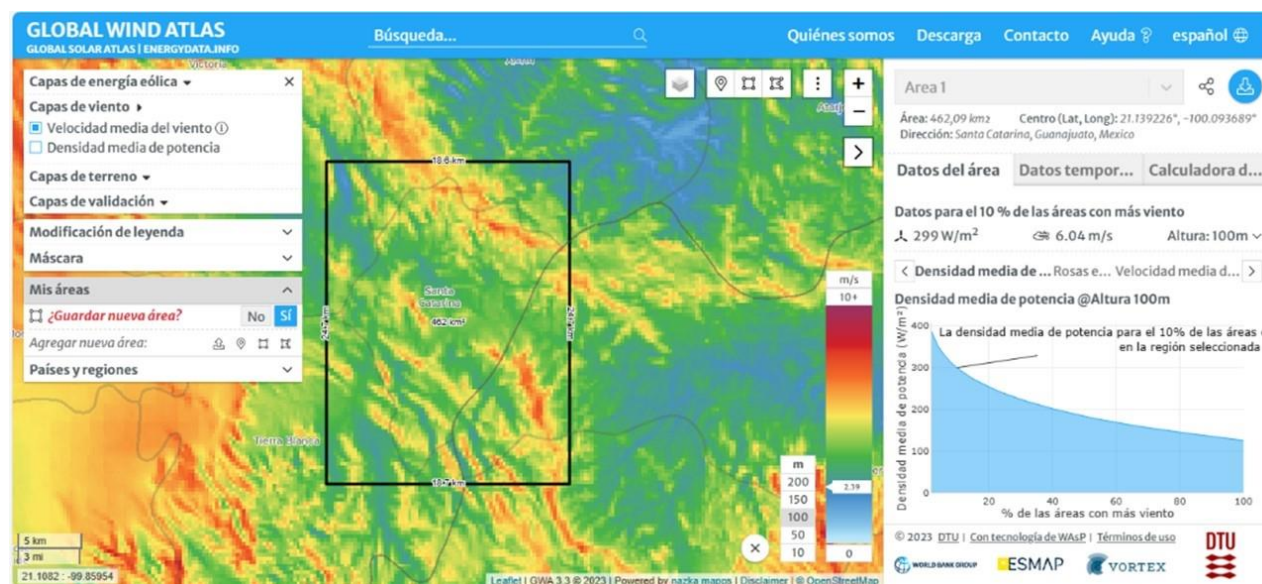 GLOBAL WIND ATLAS
GLOBAL SOLAR ATLAS | ENERGYDATA.INFO
Búsqueda...
Quiénes somos Descarga Contacto Ayuda español
Capas de energía eólica
Capas de viento
Velocidad media del viento
Densidad media de potencia
Capas de terreno
Capas de validación
Modificación de leyenda
Máscara
Mis áreas
¿Guardar nueva área? No Sí
Agregar nueva área:
Países y regiones
Victoria
18.6 km
Santa
Catarina
462 km²
Tierra Blanca
18.7 km
5 km
3 mi
21.1082 : -99.85954
+
−
m/s
10+
2.39
0
m
200
150
100
50
10
Leaflet | GWA 3.3 © 2023 | Powered by nazka mapps | Disclaimer | © OpenStreetMap
Area 1
Área: 462,09 km2 Centro (Lat, Long): 21.139226°, -100.093689°
Dirección: Santa Catarina, Guanajuato, Mexico
Datos del área Datos tempor... Calculadora d...
Datos para el 10 % de las áreas con más viento
299 W/m² 6.04 m/s Altura: 100m
Densidad media de ... Rosas e... Velocidad media d...
Densidad media de potencia @Altura 100m
La densidad media de potencia para el 10% de las áreas
en la región seleccionada
Densidad media de potencia (W/m²)
400
300
200
100
0
20 40 60 80 100
% de las áreas con más viento
© 2023 DTU | Con tecnología de WAsP | Términos de uso
WORLD BANK GROUP ESMAP VORTEX DTU